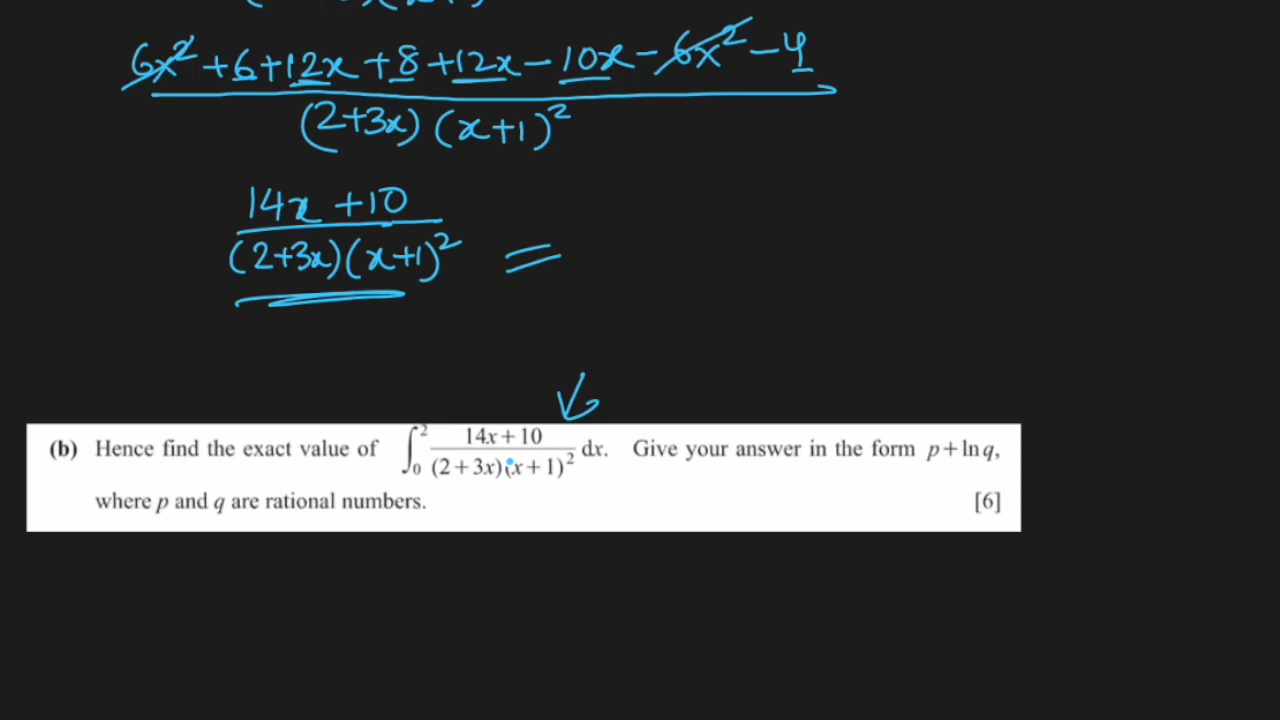 6x² + 6 + 12x + 8 + 12x - 10x - 6x² - 4
(2+3x) (x+1)²
14x + 10
(2+3x)(x+1)² =
(b) Hence find the exact value of ∫₀² 14x+10 / (2+3x)(x+1)² dx. Give your answer in the form p + ln q,
where p and q are rational numbers. [6]